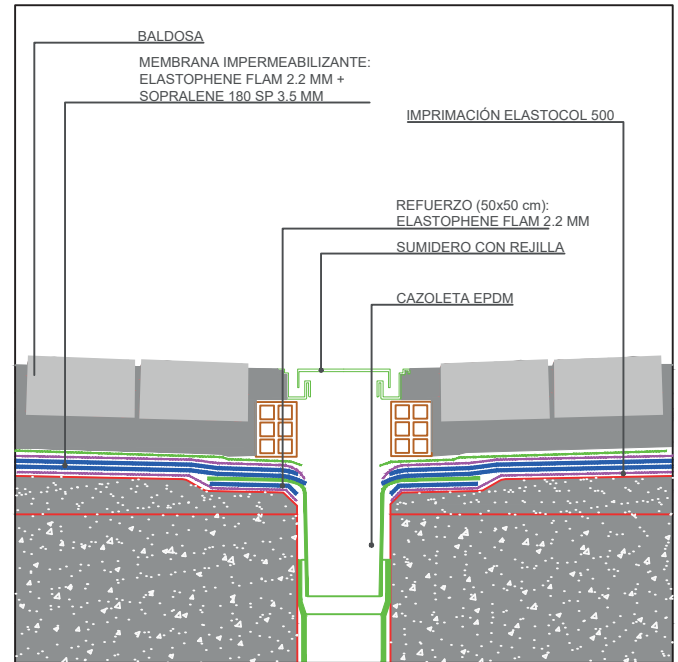 BALDOSA
MEMBRANA IMPERMEABILIZANTE:
ELASTOPHENE FLAM 2.2 MM +
SOPRALENE 180 SP 3.5 MM
IMPRIMACIÓN ELASTOCOL 500
REFUERZO (50x50 cm):
ELASTOPHENE FLAM 2.2 MM
SUMIDERO CON REJILLA
CAZOLETA EPDM